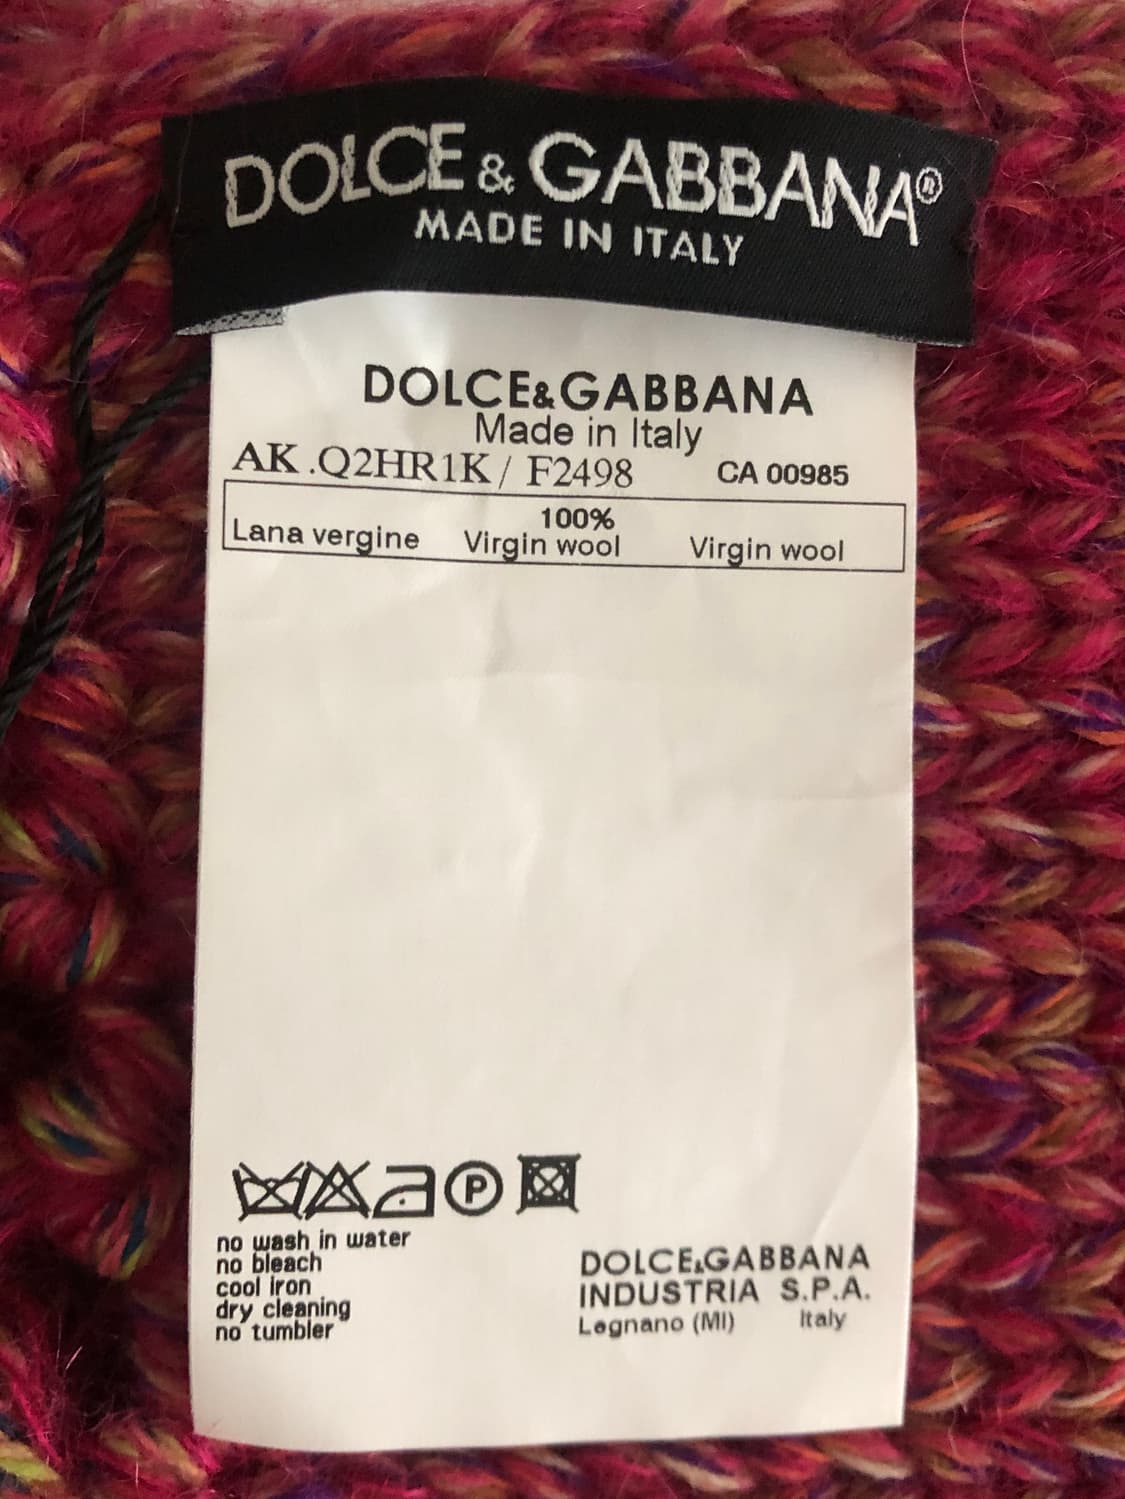 DOLCE & GABBANA®
MADE IN ITALY
DOLCE&GABBANA
Made in Italy
AK.Q2HR1K/ F2498 CA 00985
100%
Lana vergine Virgin wool Virgin wool
P
no wash in water
no bleach
cool iron
dry cleaning
no tumbler
DOLCE&GABBANA
INDUSTRIA S.P.A.
Legnano (MI) Italy